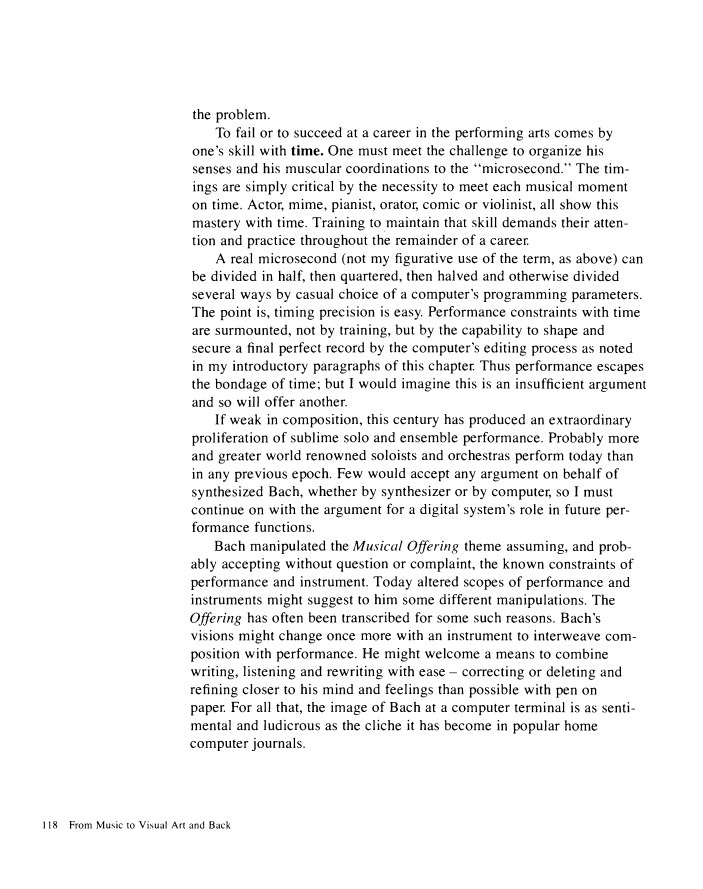 the problem.
To fail or to succeed at a career in the performing arts comes by
one's skill with time. One must meet the challenge to organize his
senses and his muscular coordinations to the "microsecond." The tim-
ings are simply critical by the necessity to meet each musical moment
on time. Actor, mime, pianist, orator, comic or violinist, all show this
mastery with time. Training to maintain that skill demands their atten-
tion and practice throughout the remainder of a career.
A real microsecond (not my figurative use of the term, as above) can
be divided in half, then quartered, then halved and otherwise divided
several ways by casual choice of a computer's programming parameters.
The point is, timing precision is easy. Performance constraints with time
are surmounted, not by training, but by the capability to shape and
secure a final perfect record by the computer's editing process as noted
in my introductory paragraphs of this chapter. Thus performance escapes
the bondage of time; but I would imagine this is an insufficient argument
and so will offer another.
If weak in composition, this century has produced an extraordinary
proliferation of sublime solo and ensemble performance. Probably more
and greater world renowned soloists and orchestras perform today than
in any previous epoch. Few would accept any argument on behalf of
synthesized Bach, whether by synthesizer or by computer, so I must
continue on with the argument for a digital system's role in future per-
formance functions.
Bach manipulated the Musical Offering theme assuming, and prob-
ably accepting without question or complaint, the known constraints of
performance and instrument. Today altered scopes of performance and
instruments might suggest to him some different manipulations. The
Offering has often been transcribed for some such reasons. Bach's
visions might change once more with an instrument to interweave com-
position with performance. He might welcome a means to combine
writing, listening and rewriting with ease – correcting or deleting and
refining closer to his mind and feelings than possible with pen on
paper. For all that, the image of Bach at a computer terminal is as senti-
mental and ludicrous as the cliche it has become in popular home
computer journals.
118 From Music to Visual Art and Back